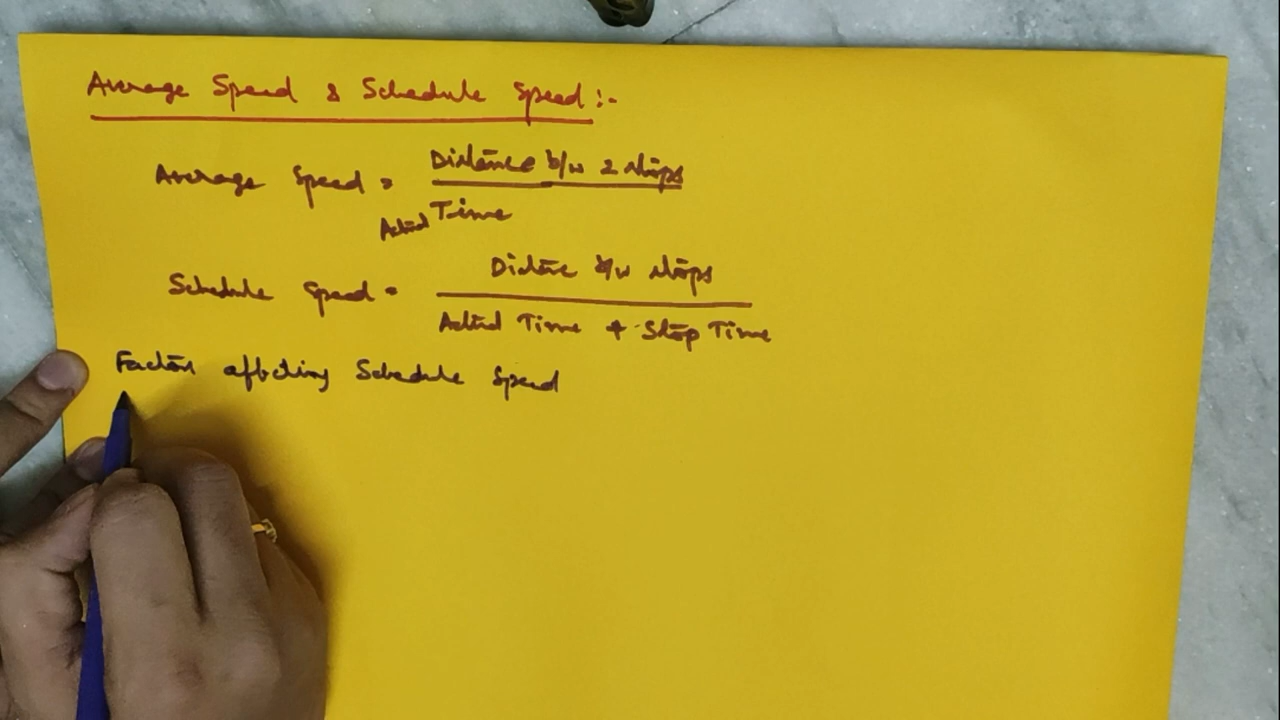 Average Speed & Schedule Speed :-
Average Speed = Distance b/w 2 stops
Actual Time
Schedule Speed = Distance b/w stops
Actual Time + Stop Time
Factors affecting Schedule Speed